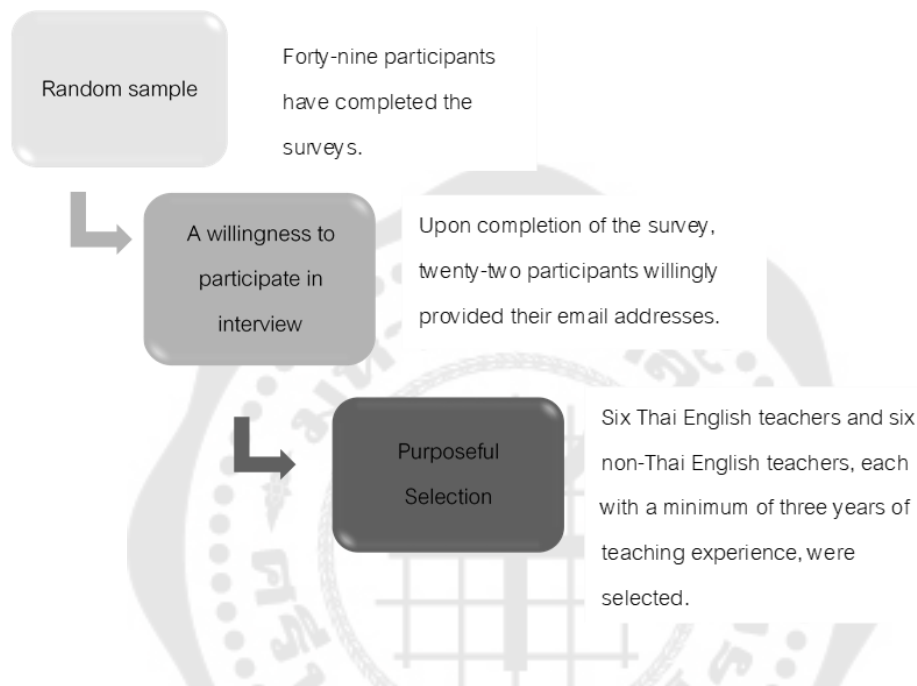 Random sample
Forty-nine participants
have completed the
surveys.
A willingness to
participate in
interview
Upon completion of the survey,
twenty-two participants willingly
provided their email addresses.
Purposeful
Selection
Six Thai English teachers and six
non-Thai English teachers, each
with a minimum of three years of
teaching experience, were
selected.